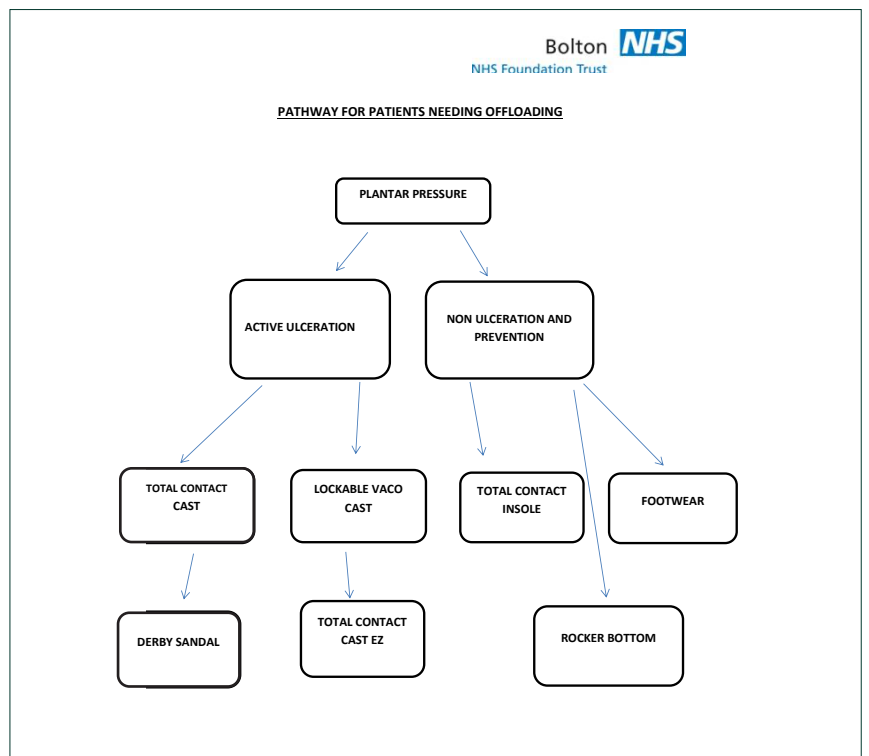 Bolton NHS
NHS Foundation Trust
PATHWAY FOR PATIENTS NEEDING OFFLOADING
PLANTAR PRESSURE
ACTIVE ULCERATION
NON ULCERATION AND
PREVENTION
TOTAL CONTACT
CAST
LOCKABLE VACO
CAST
TOTAL CONTACT
INSOLE
FOOTWEAR
DERBY SANDAL
TOTAL CONTACT
CAST EZ
ROCKER BOTTOM